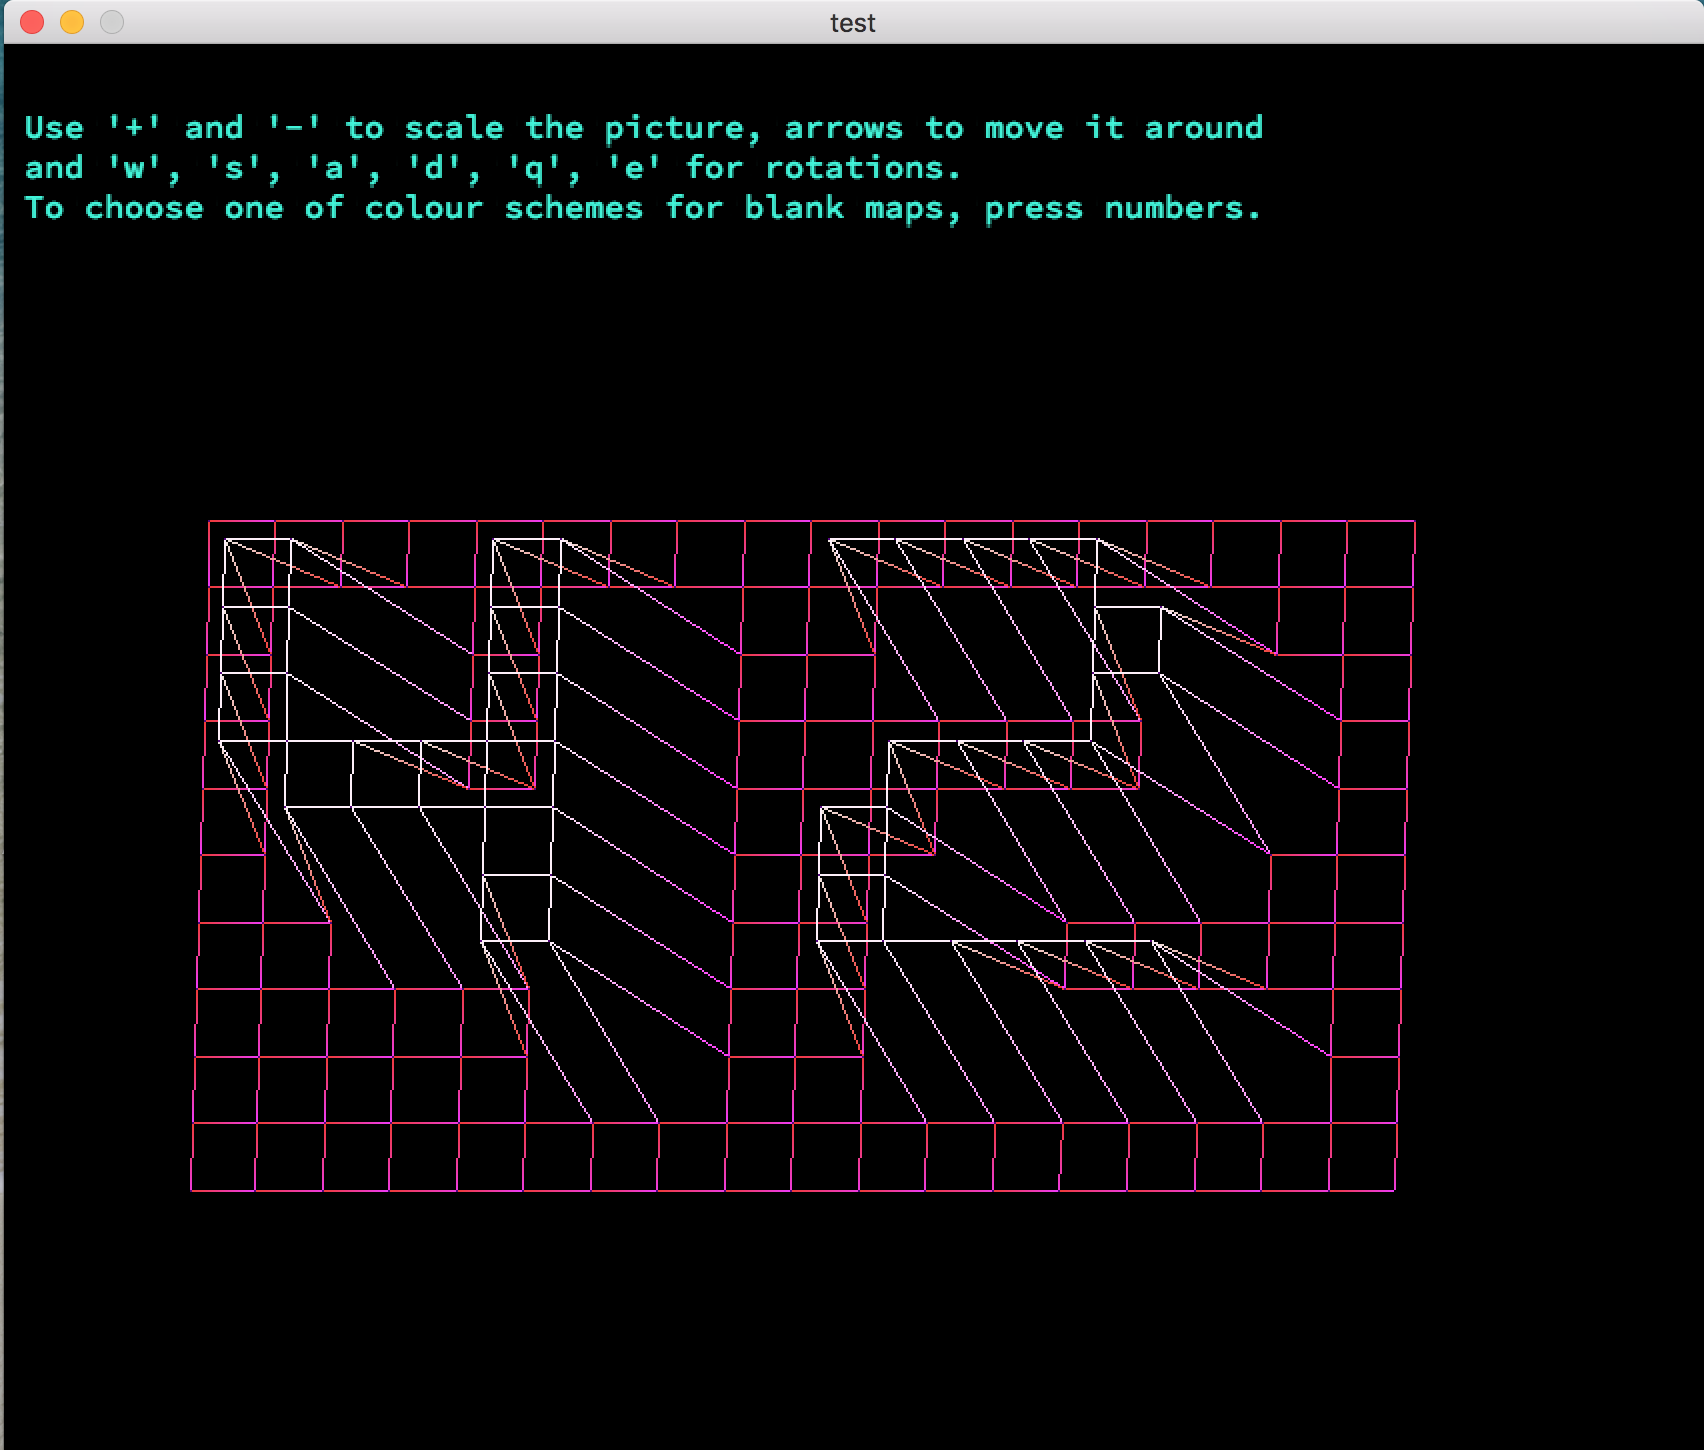 test
Use '+' and '-' to scale the picture, arrows to move it around
and 'w', 's', 'a', 'd', 'q', 'e' for rotations.
To choose one of colour schemes for blank maps, press numbers.
42